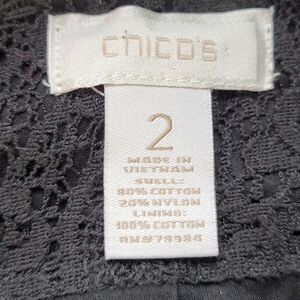 chico's
2
MADE IN
VIETNAM
SHELL:
80% COTTON
20% NYLON
LINING:
100% COTTON
RN#79984